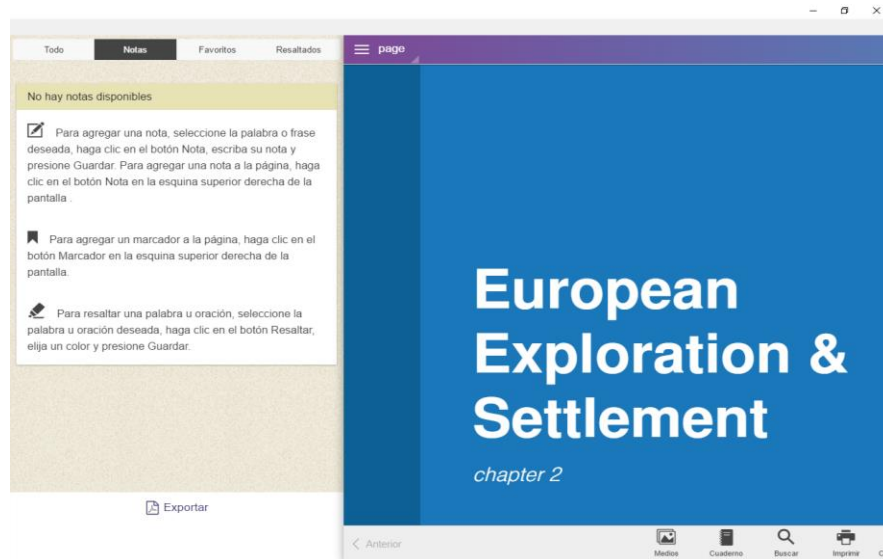 Todo Notas Favoritos Resaltados
No hay notas disponibles
Para agregar una nota, seleccione la palabra o frase
deseada, haga clic en el botón Nota, escriba
su nota y
presione Guardar. Para agregar una nota a la página, haga
clic en el botón Nota en la esquina superior derecha de la
pantalla .
Para agregar un marcador a la página, haga clic en el
botón Marcador en la esquina superior derecha de la
pantalla.
Para resaltar una palabra u oración, seleccione la
palabra u oración deseada, haga clic en el botón Resaltar,
elija un color y presione Guardar.
Exportar
page
European
Exploration &
Settlement
chapter 2
Anterior
Medios Cuaderno Buscar Imprimir